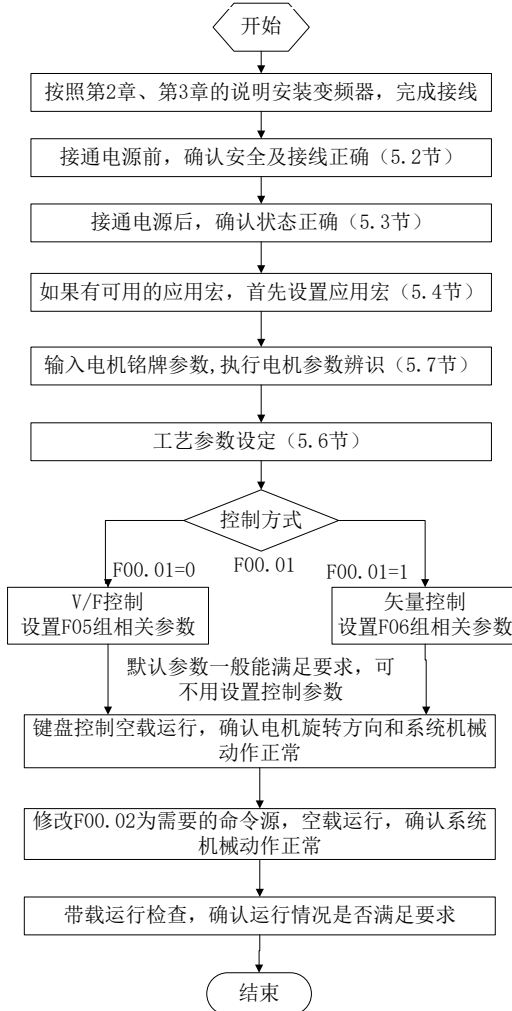 开始
按照第2章、第3章的说明安装变频器，完成接线
接通电源前，确认安全及接线正确（5.2节）
接通电源后，确认状态正确（5.3节）
如果有可用的应用宏，首先设置应用宏（5.4节）
输入电机铭牌参数,执行电机参数辨识（5.7节）
工艺参数设定（5.6节）
控制方式
F00.01=0
F00.01
F00.01=1
V/F控制
设置F05组相关参数
矢量控制
设置F06组相关参数
默认参数一般能满足要求，可
不用设置控制参数
键盘控制空载运行，确认电机旋转方向和系统机械
动作正常
修改F00.02为需要的命令源，空载运行，确认系统
机械动作正常
带载运行检查，确认运行情况是否满足要求
结束